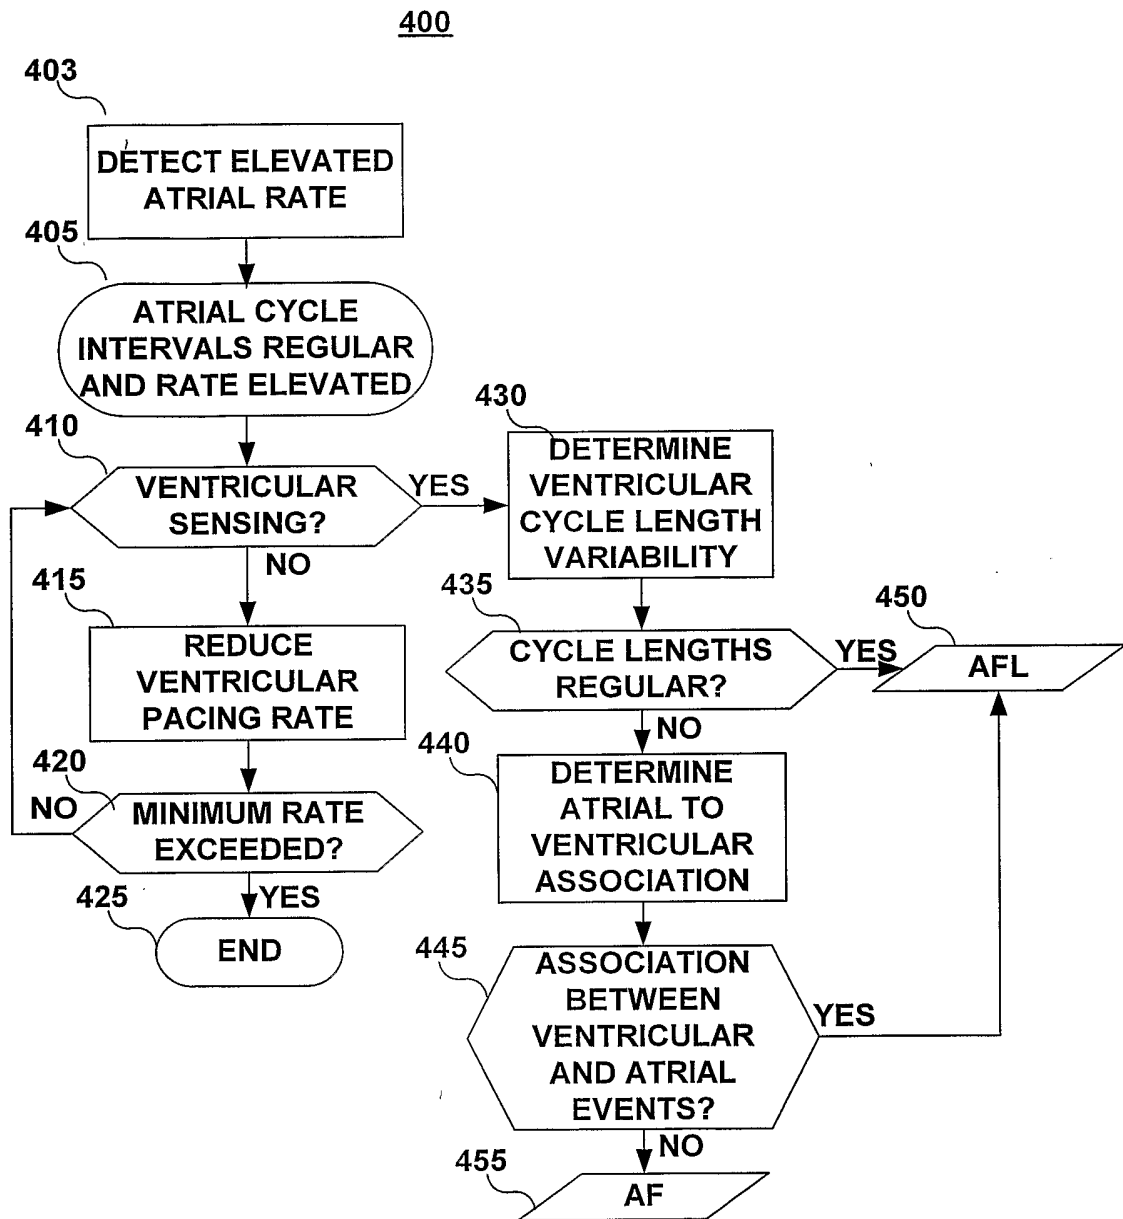 400
403
DETECT ELEVATED
ATRIAL RATE
405
ATRIAL CYCLE
INTERVALS REGULAR
AND RATE ELEVATED
410
VENTRICULAR
SENSING?
YES
NO
415
REDUCE
VENTRICULAR
PACING RATE
420
NO
MINIMUM RATE
EXCEEDED?
YES
425
END
430
DETERMINE
VENTRICULAR
CYCLE LENGTH
VARIABILITY
435
CYCLE LENGTHS
REGULAR?
YES
450
AFL
NO
440
DETERMINE
ATRIAL TO
VENTRICULAR
ASSOCIATION
445
ASSOCIATION
BETWEEN
VENTRICULAR
AND ATRIAL
EVENTS?
YES
NO
455
AF